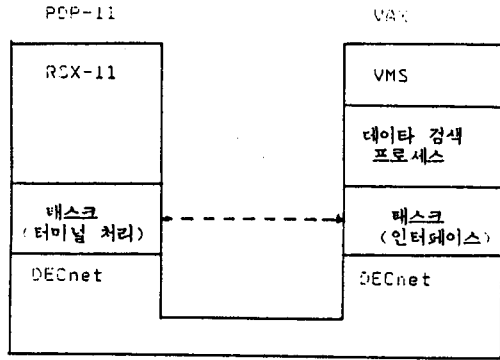 PDP-11
RSX-11
태스크
(터미널 처리)
DECnet
VAX
VMS
데이타 검색
프로세스
태스크
(인터페이스)
DECnet